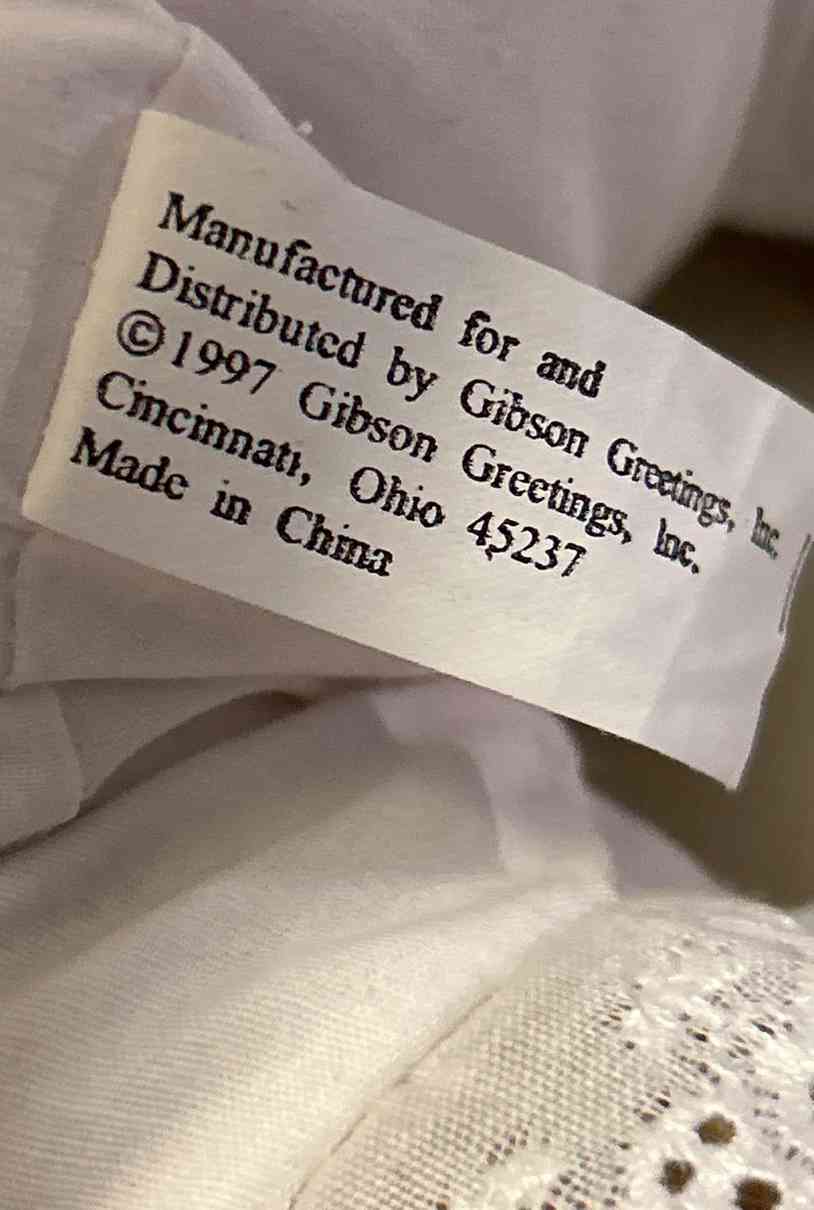 Manufactured for and
Distributed by Gibson Greetings, Inc.
©1997 Gibson Greetings, Inc.
Cincinnati, Ohio 45237
Made in China